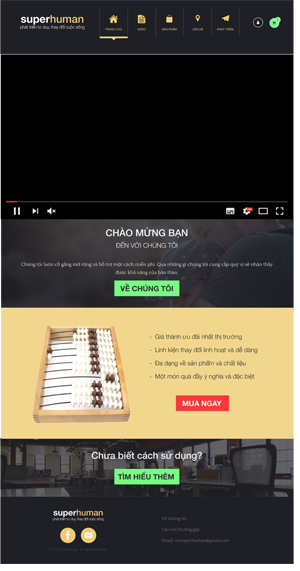 superhuman
phát triển tư duy, thay đổi cuộc sống
TRANG CHỦ
VIDEO
SẢN PHẨM
LIÊN HỆ
PHÁT TRIỂN
CHÀO MỪNG BẠN
ĐẾN VỚI CHÚNG TÔI
Chúng tôi luôn cố gắng mở rộng và hỗ trợ một cách miễn phí. Qua những gì chúng tôi cung cấp quý vị sẽ nhận thấy
được khả năng của bản thân.
VỀ CHÚNG TÔI
- Giá thành ưu đãi nhất thị trường
- Linh kiện thay đổi linh hoạt và dễ dàng
- Đa dạng về sản phẩm và chất liệu
- Một món quà đầy ý nghĩa và đặc biệt
MUA NGAY
Chưa biết cách sử dụng?
TÌM HIỂU THÊM
superhuman
phát triển tư duy, thay đổi cuộc sống
Về chúng tôi
Câu hỏi thường gặp